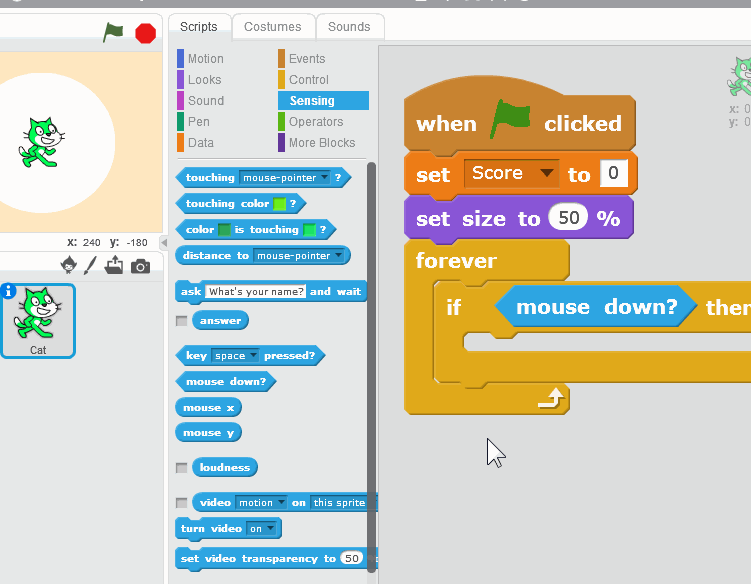 Scripts Costumes Sounds
Motion Events
Looks Control
Sound Sensing
Pen Operators
Data More Blocks
touching mouse-pointer ?
touching color ?
color is touching ?
distance to mouse-pointer
ask What's your name? and wait
answer
key space pressed?
mouse down?
mouse x
mouse y
loudness
video motion on this sprite
turn video on
set video transparency to 50
when clicked
set Score to 0
set size to 50 %
forever
if mouse down? then
x: 240 y: -180
Cat
x: 0
y: 0